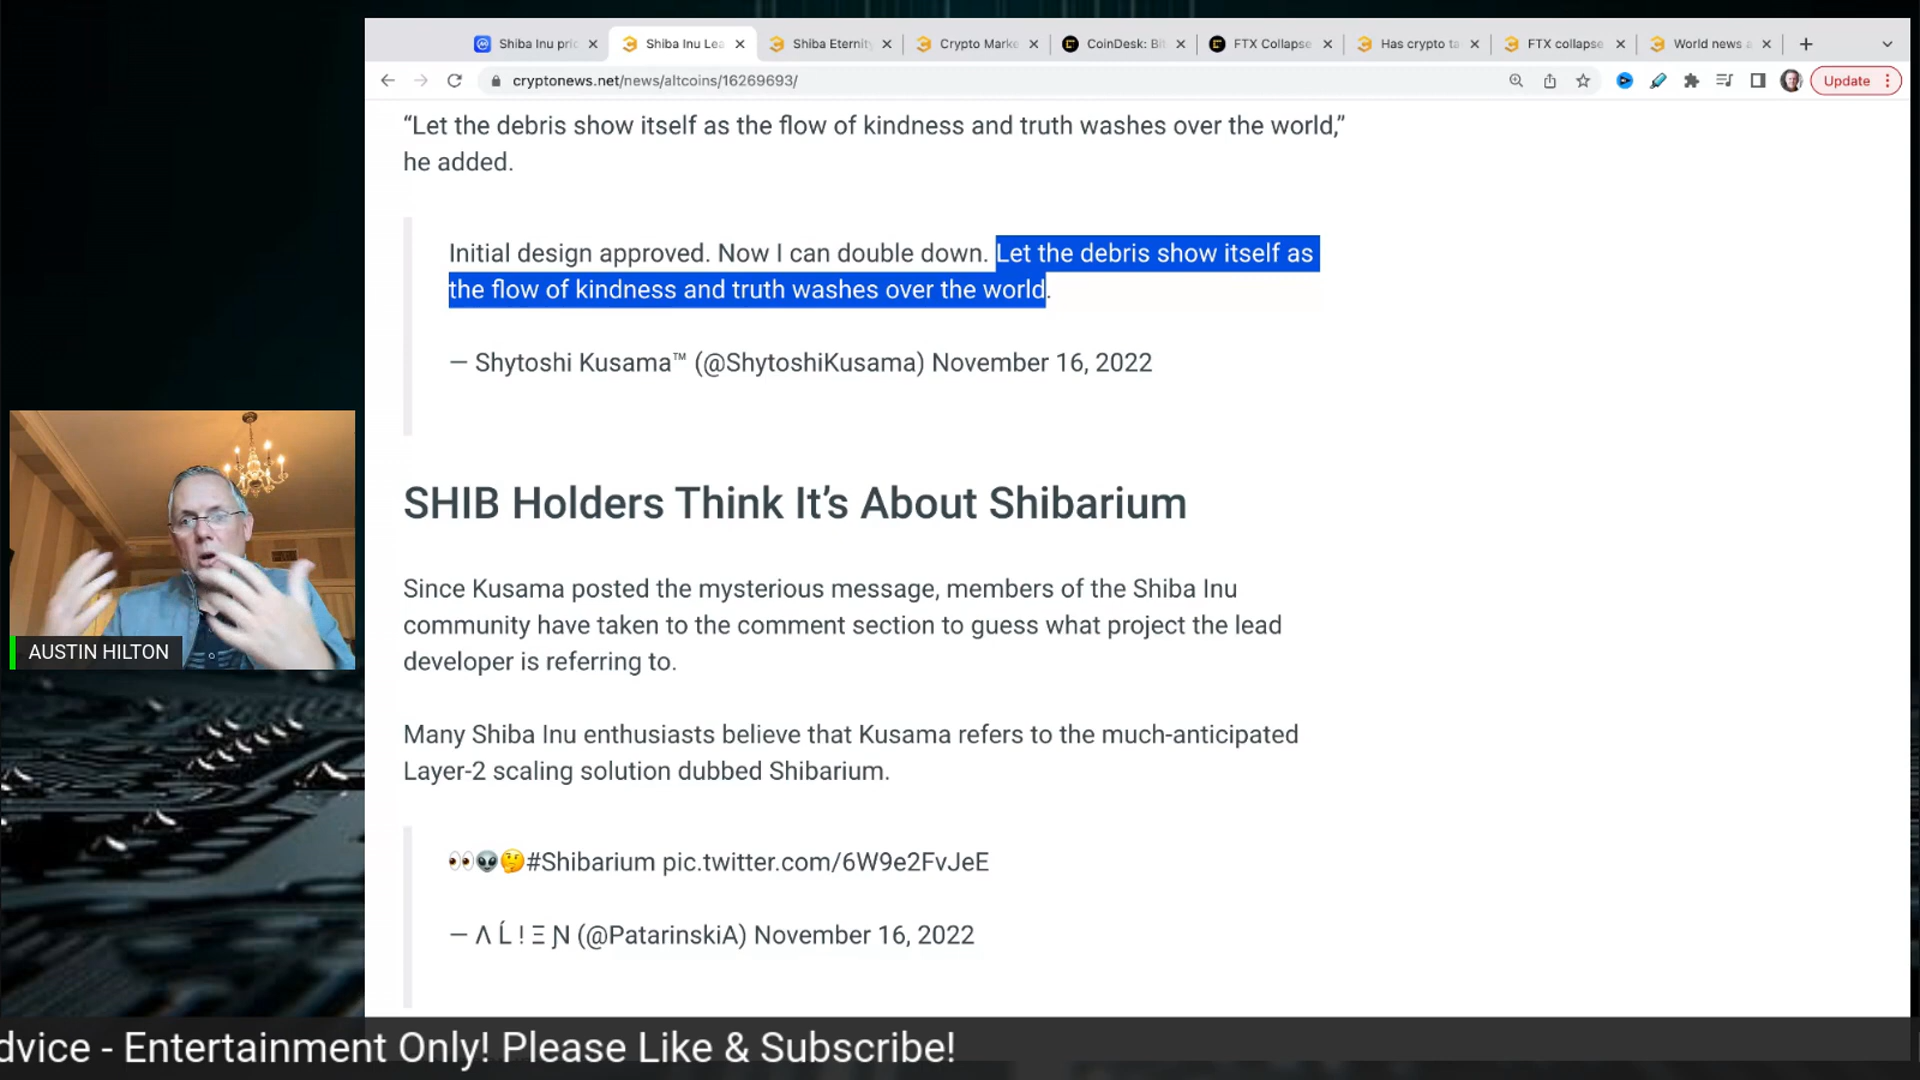 Shiba Inu pric
Shiba Inu Lea
Shiba Eternity
Crypto Marke
CoinDesk: Bit
FTX Collapse
Has crypto ta
FTX collapse
World news a
cryptonews.net/news/altcoins/16269693/
Update
“Let the debris show itself as the flow of kindness and truth washes over the world,”
he added.
Initial design approved. Now I can double down. Let the debris show itself as
the flow of kindness and truth washes over the world.
— Shytoshi Kusama™ (@ShytoshiKusama) November 16, 2022
SHIB Holders Think It’s About Shibarium
Since Kusama posted the mysterious message, members of the Shiba Inu
community have taken to the comment section to guess what project the lead
developer is referring to.
Many Shiba Inu enthusiasts believe that Kusama refers to the much-anticipated
Layer-2 scaling solution dubbed Shibarium.
👀👽🤔#Shibarium pic.twitter.com/6W9e2FvJeE
— Λ Ĺ ! Ξ Ɲ (@PatarinskiA) November 16, 2022
AUSTIN HILTON
dvice - Entertainment Only! Please Like & Subscribe!